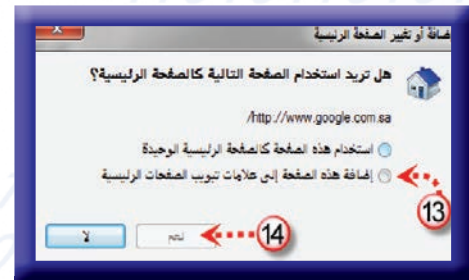 إضافة أو تغيير الصفحة الرئيسية
هل تريد استخدام الصفحة التالية كالصفحة الرئيسية؟
http://www.google.com.sa/
استخدام هذه الصفحة كالصفحة الرئيسية الوحيدة
إضافة هذه الصفحة إلى علامات تبويب الصفحات الرئيسية
13
نعم
لا
14